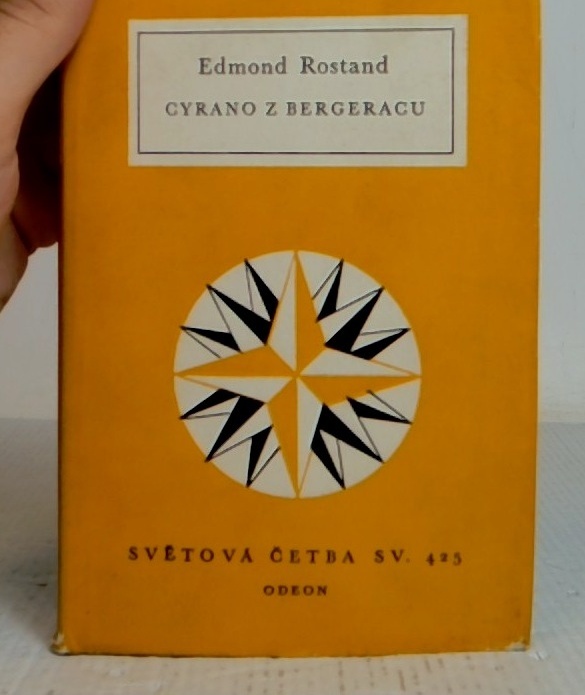 Edmond Rostand
CYRANO Z BERGERACU
SVĚTOVÁ ČETBA SV. 425
ODEON